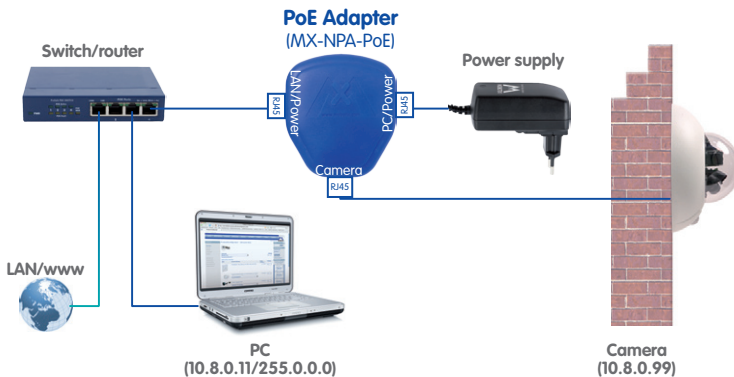 PoE Adapter
(MX-NPA-PoE)
Switch/router
Power supply
LAN/Power
PC/Power
RJ45
RJ45
Camera
RJ45
LAN/www
PC
(10.8.0.11/255.0.0.0)
Camera
(10.8.0.99)